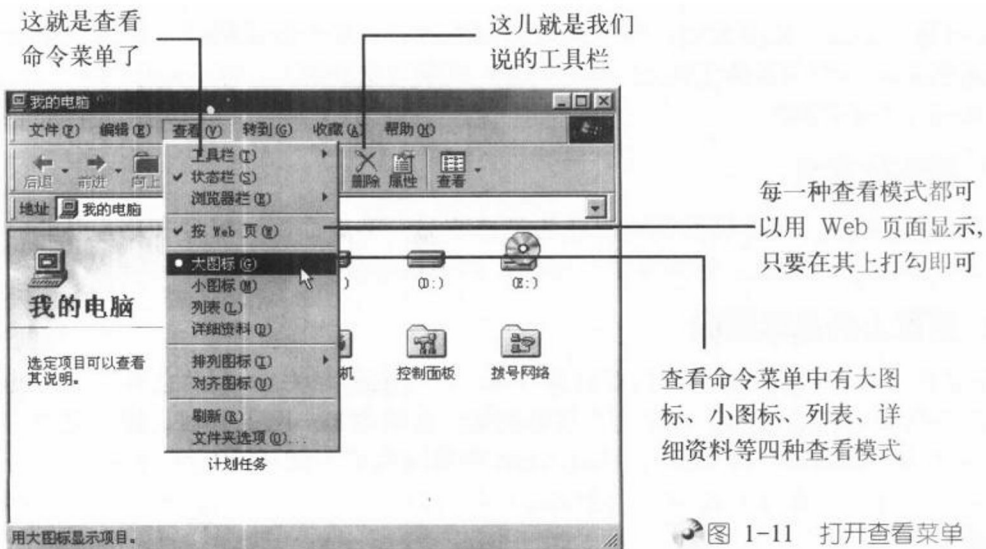 这就是查看
命令菜单了
这儿就是我们
说的工具栏
我的电脑
文件(F) 编辑(E) 查看(V) 转到(G) 收藏(A) 帮助(H)
后退 前进 向上 删除 属性 查看
地址 我的电脑
工具栏(T)
状态栏(S)
浏览器栏(E)
按 Web 页(W)
大图标(G)
小图标(M)
列表(L)
详细资料(D)
排列图标(I)
对齐图标(U)
刷新(R)
文件夹选项(O)...
我的电脑
选定项目可以查看
其说明。
(D:) (E:)
机 控制面板 拨号网络
计划任务
用大图标显示项目。
每一种查看模式都可
以用 Web 页面显示,
只要在其上打勾即可
查看命令菜单中有大图
标、小图标、列表、详
细资料等四种查看模式
图 1-11 打开查看菜单